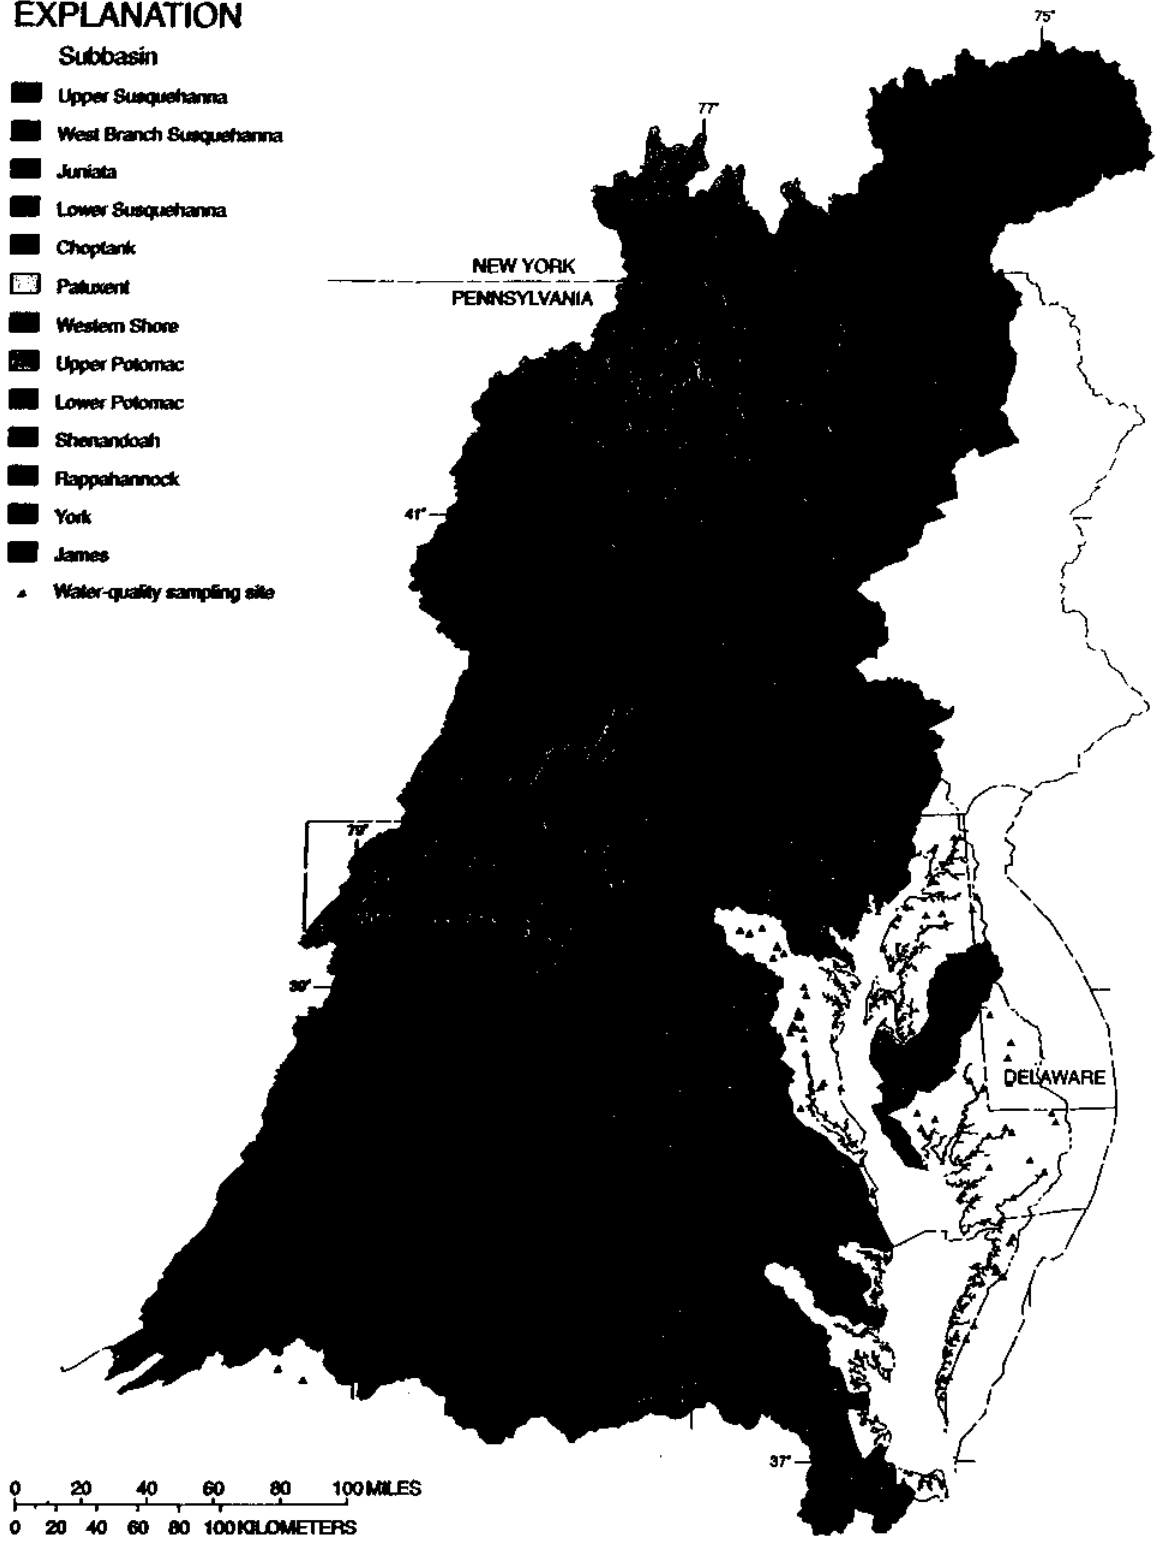 EXPLANATION
Subbasin
Upper Susquehanna
West Branch Susquehanna
Juniata
Lower Susquehanna
Choptank
Patuxent
Western Shore
Upper Potomac
Lower Potomac
Shenandoah
Rappahannock
York
James
Water-quality sampling site
75°
77°
NEW YORK
PENNSYLVANIA
41°
79°
39°
DELAWARE
37°
0 20 40 60 80 100 MILES
0 20 40 60 80 100 KILOMETERS